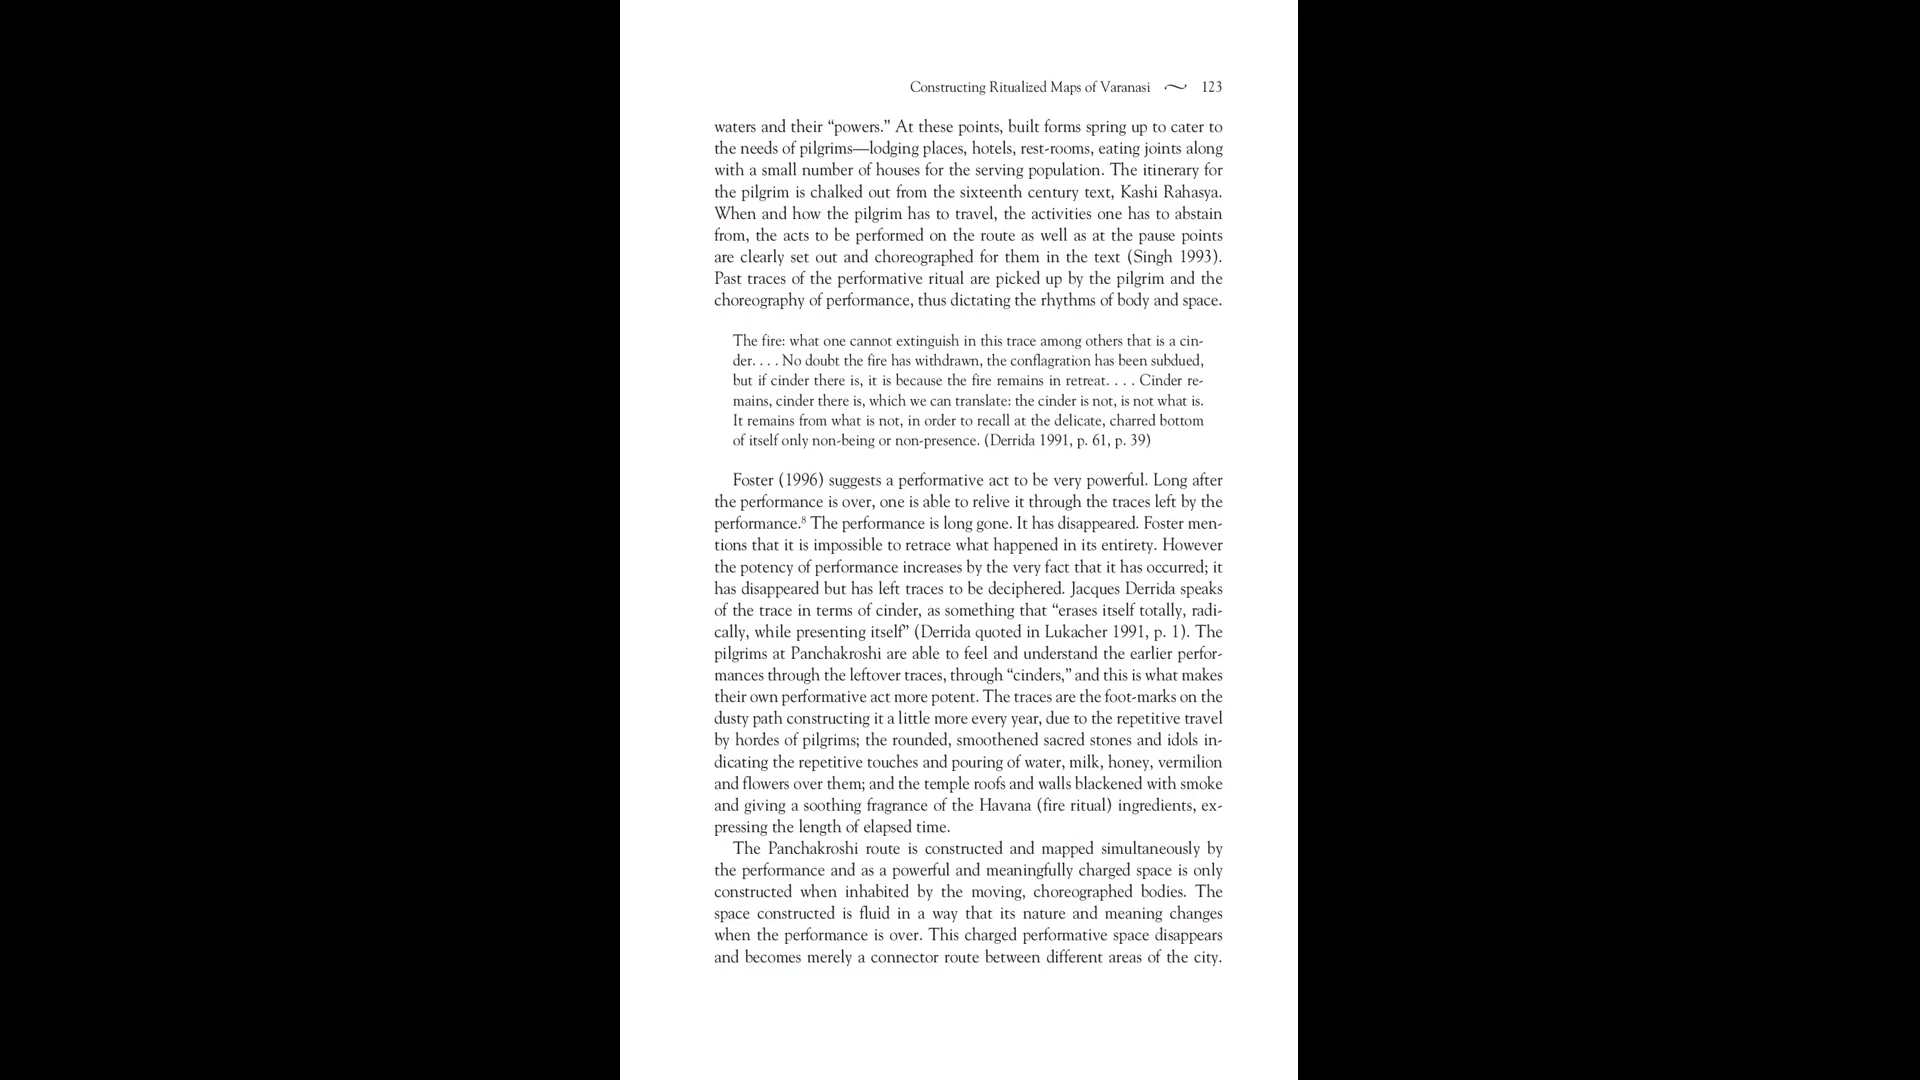 Constructing Ritualized Maps of Varanasi ~ 123
waters and their “powers.” At these points, built forms spring up to cater to
the needs of pilgrims—lodging places, hotels, rest-rooms, eating joints along
with a small number of houses for the serving population. The itinerary for
the pilgrim is chalked out from the sixteenth century text, Kashi Rahasya.
When and how the pilgrim has to travel, the activities one has to abstain
from, the acts to be performed on the route as well as at the pause points
are clearly set out and choreographed for them in the text (Singh 1993).
Past traces of the performative ritual are picked up by the pilgrim and the
choreography of performance, thus dictating the rhythms of body and space.
The fire: what one cannot extinguish in this trace among others that is a cin-
der. . . . No doubt the fire has withdrawn, the conflagration has been subdued,
but if cinder there is, it is because the fire remains in retreat. . . . Cinder re-
mains, cinder there is, which we can translate: the cinder is not, is not what is.
It remains from what is not, in order to recall at the delicate, charred bottom
of itself only non-being or non-presence. (Derrida 1991, p. 61, p. 39)
Foster (1996) suggests a performative act to be very powerful. Long after
the performance is over, one is able to relive it through the traces left by the
performance.⁸ The performance is long gone. It has disappeared. Foster men-
tions that it is impossible to retrace what happened in its entirety. However
the potency of performance increases by the very fact that it has occurred; it
has disappeared but has left traces to be deciphered. Jacques Derrida speaks
of the trace in terms of cinder, as something that “erases itself totally, radi-
cally, while presenting itself” (Derrida quoted in Lukacher 1991, p. 1). The
pilgrims at Panchakroshi are able to feel and understand the earlier perfor-
mances through the leftover traces, through “cinders,” and this is what makes
their own performative act more potent. The traces are the foot-marks on the
dusty path constructing it a little more every year, due to the repetitive travel
by hordes of pilgrims; the rounded, smoothened sacred stones and idols in-
dicating the repetitive touches and pouring of water, milk, honey, vermilion
and flowers over them; and the temple roofs and walls blackened with smoke
and giving a soothing fragrance of the Havana (fire ritual) ingredients, ex-
pressing the length of elapsed time.
The Panchakroshi route is constructed and mapped simultaneously by
the performance and as a powerful and meaningfully charged space is only
constructed when inhabited by the moving, choreographed bodies. The
space constructed is fluid in a way that its nature and meaning changes
when the performance is over. This charged performative space disappears
and becomes merely a connector route between different areas of the city.